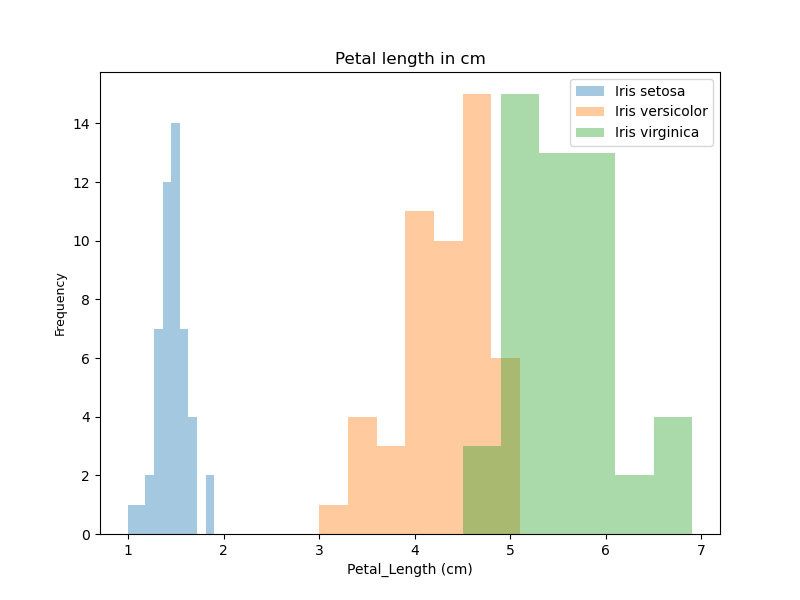 Petal length in cm
Iris setosa
Iris versicolor
Iris virginica
Frequency
14
12
10
8
6
4
2
0
1 2 3 4 5 6 7
Petal_Length (cm)